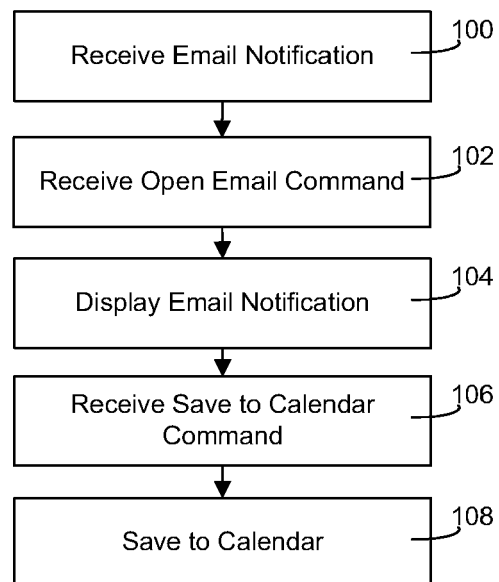 100
Receive Email Notification
102
Receive Open Email Command
104
Display Email Notification
106
Receive Save to Calendar
Command
108
Save to Calendar